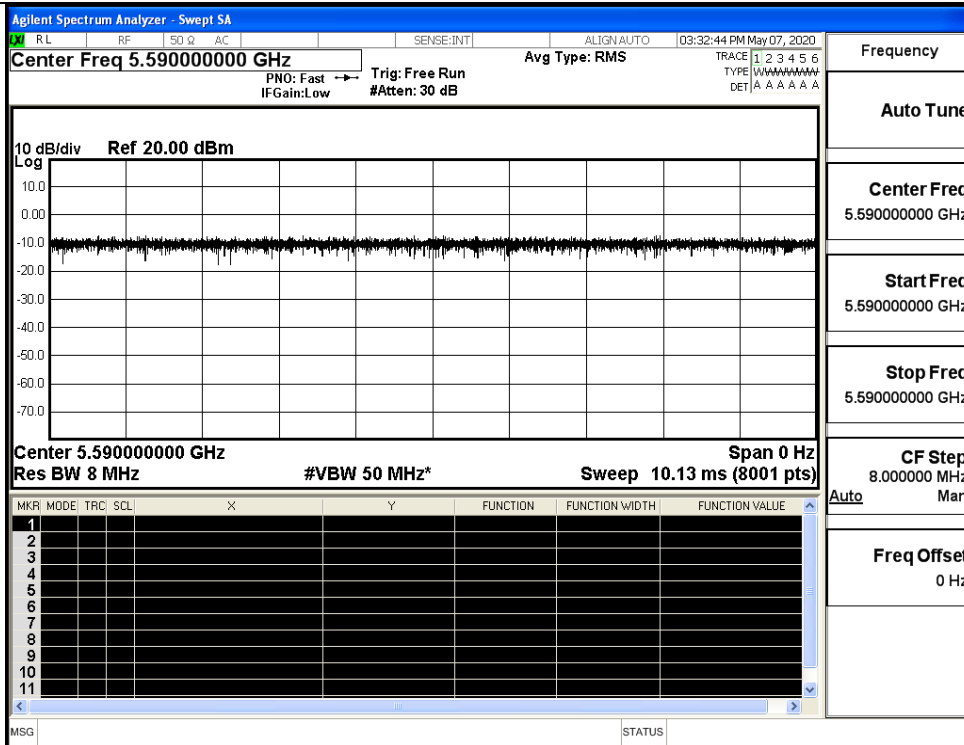 Agilent Spectrum Analyzer - Swept SA
LXI RL RF 50 Ω AC SENSE:INT ALIGN AUTO 03:32:44 PM May 07, 2020
Center Freq 5.590000000 GHz
PNO: Fast
IFGain:Low
Trig: Free Run
#Atten: 30 dB
Avg Type: RMS
TRACE 1 2 3 4 5 6
TYPE WWWWWW
DET A A A A A A
10 dB/div Ref 20.00 dBm
Log
10.0
0.00
-10.0
-20.0
-30.0
-40.0
-50.0
-60.0
-70.0
Center 5.590000000 GHz Span 0 Hz
Res BW 8 MHz #VBW 50 MHz* Sweep 10.13 ms (8001 pts)
MKR MODE TRC SCL X Y FUNCTION FUNCTION WIDTH FUNCTION VALUE
1
2
3
4
5
6
7
8
9
10
11
MSG STATUS
Frequency
Auto Tune
Center Freq
5.590000000 GHz
Start Freq
5.590000000 GHz
Stop Freq
5.590000000 GHz
CF Step
8.000000 MHz
Auto Man
Freq Offset
0 Hz